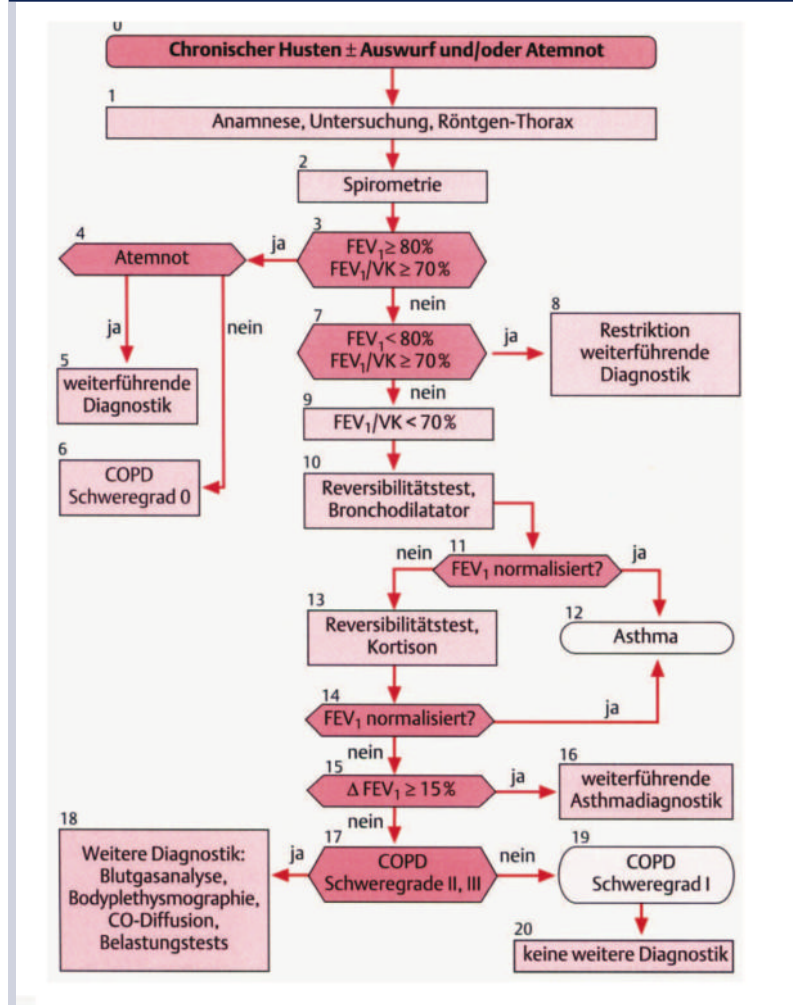 0
Chronischer Husten ± Auswurf und/oder Atemnot
1
Anamnese, Untersuchung, Röntgen-Thorax
2
Spirometrie
3
FEV₁ ≥ 80%
FEV₁/VK ≥ 70%
ja
4
Atemnot
ja
nein
5
weiterführende
Diagnostik
6
COPD
Schweregrad 0
nein
7
FEV₁ < 80%
FEV₁/VK ≥ 70%
ja
8
Restriktion
weiterführende
Diagnostik
nein
9
FEV₁/VK < 70%
10
Reversibilitätstest,
Bronchodilatator
11
FEV₁ normalisiert?
nein
ja
12
Asthma
13
Reversibilitätstest,
Kortison
14
FEV₁ normalisiert?
ja
nein
15
Δ FEV₁ ≥ 15%
ja
16
weiterführende
Asthmadiagnostik
nein
17
COPD
Schweregrade II, III
ja
18
Weitere Diagnostik:
Blutgasanalyse,
Bodyplethysmographie,
CO-Diffusion,
Belastungstests
nein
19
COPD
Schweregrad I
20
keine weitere Diagnostik